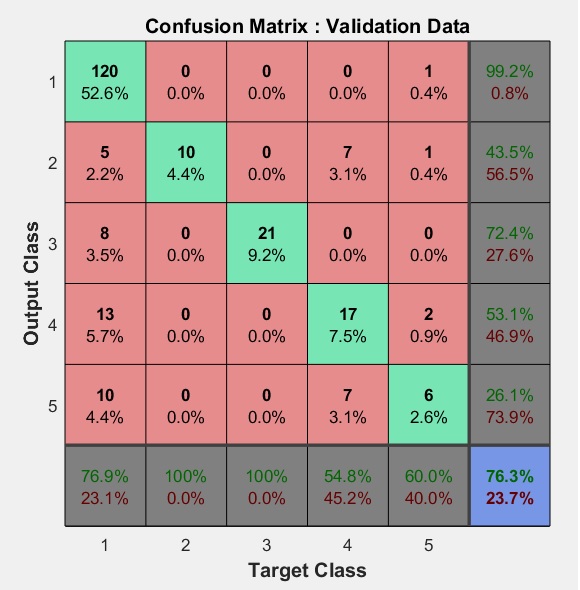 Confusion Matrix : Validation Data
1
120 0 0 0 1 99.2%
52.6% 0.0% 0.0% 0.0% 0.4% 0.8%
2
5 10 0 7 1 43.5%
2.2% 4.4% 0.0% 3.1% 0.4% 56.5%
3
8 0 21 0 0 72.4%
3.5% 0.0% 9.2% 0.0% 0.0% 27.6%
4
13 0 0 17 2 53.1%
5.7% 0.0% 0.0% 7.5% 0.9% 46.9%
5
10 0 0 7 6 26.1%
4.4% 0.0% 0.0% 3.1% 2.6% 73.9%
76.9% 100% 100% 54.8% 60.0% 76.3%
23.1% 0.0% 0.0% 45.2% 40.0% 23.7%
1 2 3 4 5
Target Class
Output Class